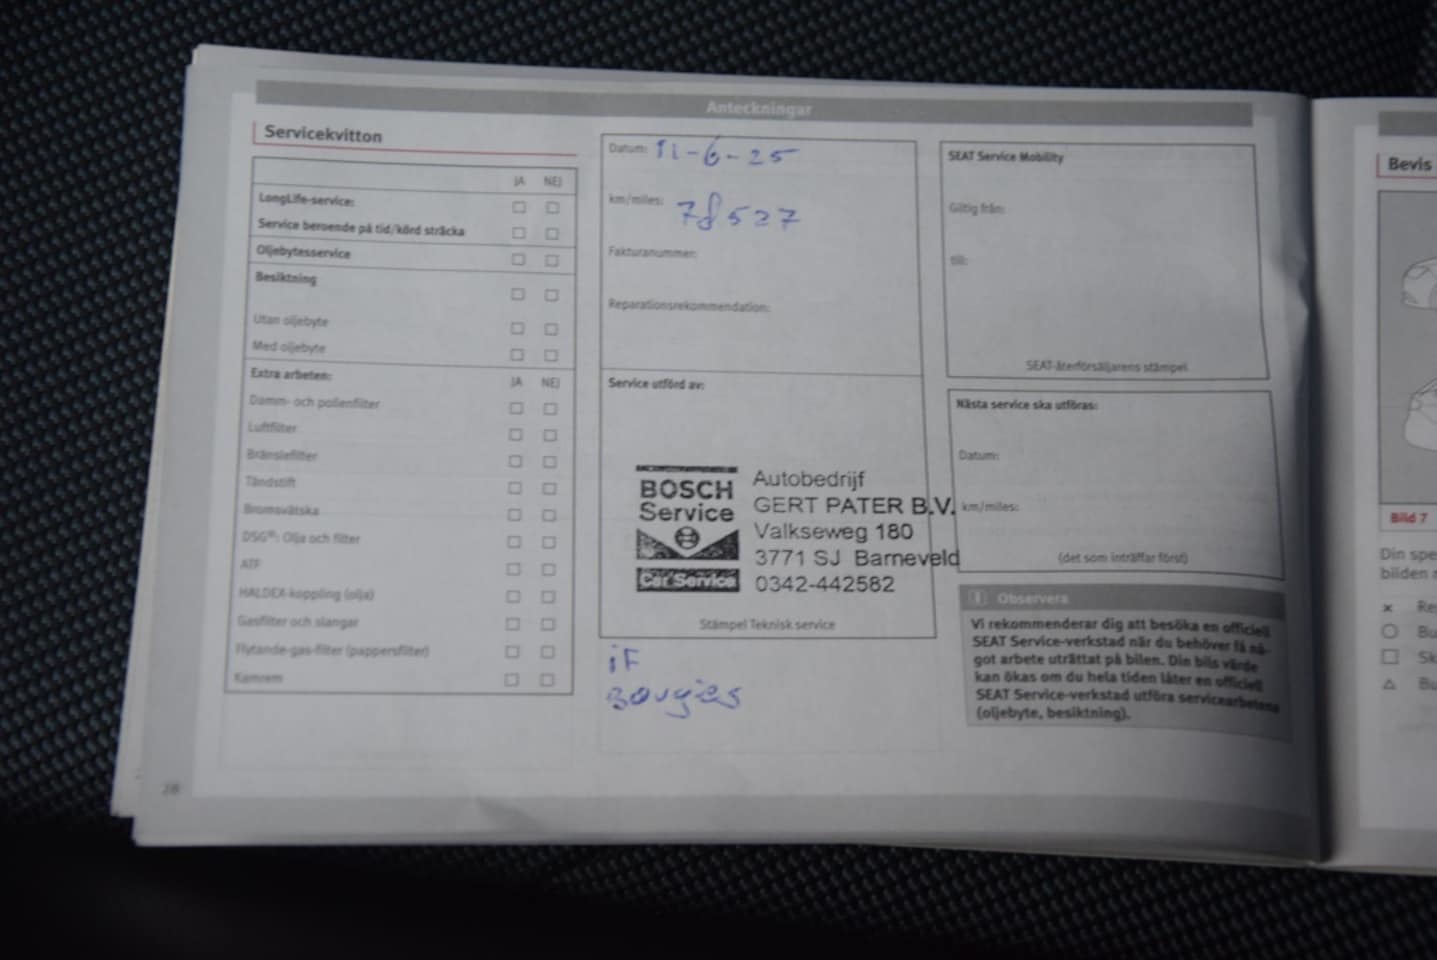 Anteckningar
Servicekvitton
JA NEJ
LongLife-service:
Service beroende på tid/körd sträcka
Oljebytesservice
Besiktning
Utan oljebyte
Med oljebyte
Extra arbeten: JA NEJ
Damm- och pollenfilter
Luftfilter
Bränslefilter
Tändstift
Bromsvätska
DSG®: Olja och filter
ATF
HALDEX-koppling (olja)
Gasfilter och slangar
Flytande-gas-filter (pappersfilter)
Kamrem
Datum: 11-6-25
km/miles: 78527
Fakturanummer:
Reparationsrekommendation:
Service utförd av:
BOSCH
Service
Car Service
Autobedrijf
GERT PATER B.V.
Valkseweg 180
3771 SJ Barneveld
0342-442582
Stämpel Teknisk service
iF
Bougies
SEAT Service Mobility
Giltig från:
till:
SEAT-återförsäljarens stämpel
Nästa service ska utföras:
Datum:
km/miles:
(det som inträffar först)
Observera
Vi rekommenderar dig att besöka en officiell
SEAT Service-verkstad när du behöver få nå-
got arbete uträttat på bilen. Din bils värde
kan ökas om du hela tiden låter en officiell
SEAT Service-verkstad utföra servicearbetena
(oljebyte, besiktning).
Bevis
Bild 7
Din spe
bilden
Re
Bu
Sk
Bu